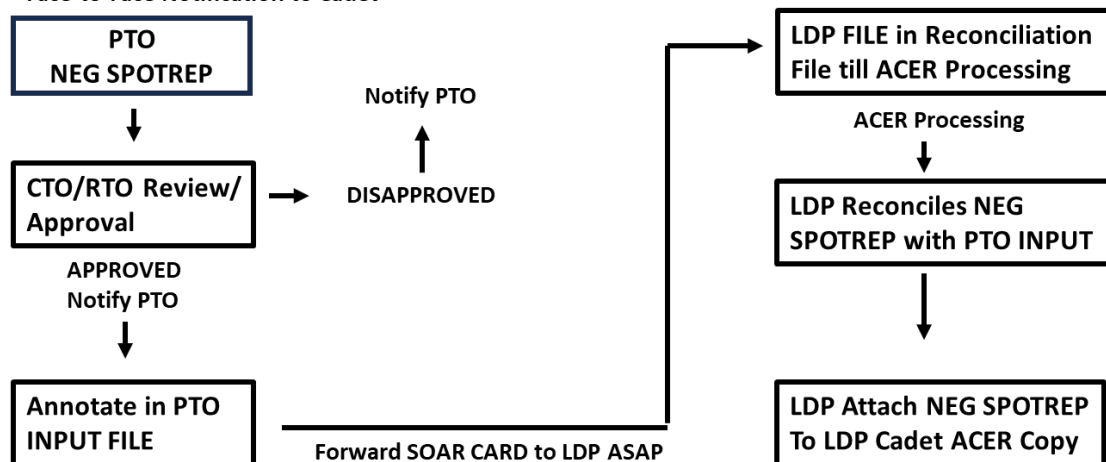 PTO
NEG SPOTREP
CTO/RTO Review/
Approval
APPROVED
Notify PTO
Annotate in PTO
INPUT FILE
Notify PTO
DISAPPROVED
Forward SOAR CARD to LDP ASAP
LDP FILE in Reconciliation
File till ACER Processing
ACER Processing
LDP Reconciles NEG
SPOTREP with PTO INPUT
LDP Attach NEG SPOTREP
To LDP Cadet ACER Copy